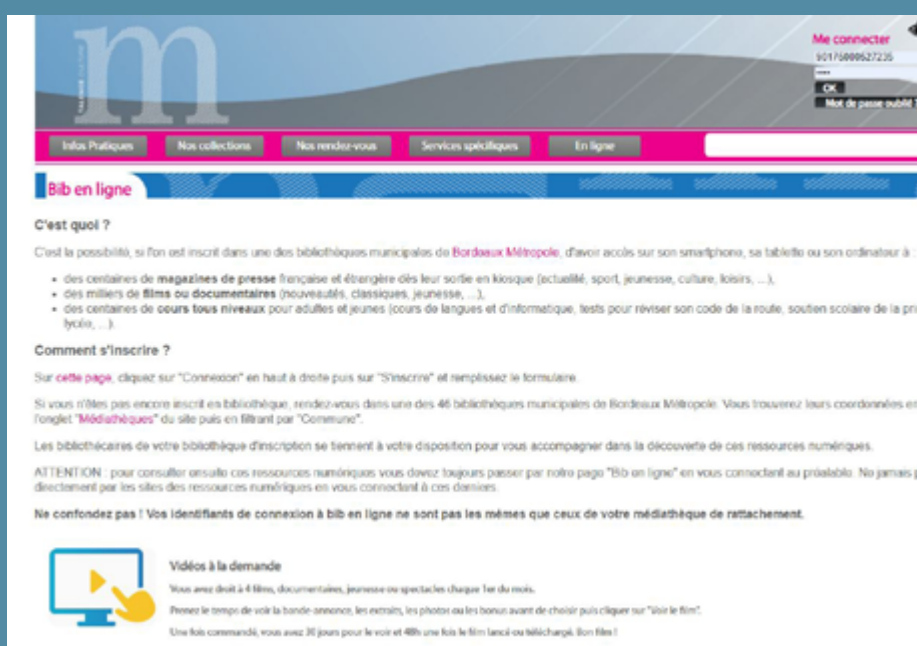 m
Me connecter
90176000627235
OK
Mot de passe oublié ?
Infos Pratiques Nos collections Nos rendez-vous Services spécifiques En ligne
Bib en ligne
C'est quoi ?
C'est la possibilité, si l'on est inscrit dans une des bibliothèques municipales de Bordeaux Métropole, d'avoir accès sur son smartphone, sa tablette ou son ordinateur à :
• des centaines de magazines de presse française et étrangère dès leur sortie en kiosque (actualité, sport, jeunesse, culture, loisirs, ...),
• des milliers de films ou documentaires (nouveautés, classiques, jeunesse, ...),
• des centaines de cours tous niveaux pour adultes et jeunes (cours de langues et d'informatique, tests pour réviser son code de la route, soutien scolaire de la pri
lycée, ...).
Comment s'inscrire ?
Sur cette page, cliquez sur "Connexion" en haut à droite puis sur "S'inscrire" et remplissez le formulaire.
Si vous n'êtes pas encore inscrit en bibliothèque, rendez-vous dans une des 46 bibliothèques municipales de Bordeaux Métropole. Vous trouverez leurs coordonnées en
l'onglet "Médiathèques" du site puis en filtrant par "Commune".
Les bibliothécaires de votre bibliothèque d'inscription se tiennent à votre disposition pour vous accompagner dans la découverte de ces ressources numériques.
ATTENTION : pour consulter ensuite ces ressources numériques vous devez toujours passer par notre page "Bib en ligne" en vous connectant au préalable. Ne jamais p
directement par les sites des ressources numériques en vous connectant à ces derniers.
Ne confondez pas ! Vos identifiants de connexion à bib en ligne ne sont pas les mêmes que ceux de votre médiathèque de rattachement.
Vidéos à la demande
Vous avez droit à 4 films, documentaires, jeunesse ou spectacles chaque 1er du mois.
Prenez le temps de voir la bande-annonce, les extraits, les photos ou les bonus avant de choisir puis cliquer sur "Voir le film".
Une fois commandé, vous avez 30 jours pour le voir et 48h une fois le film lancé ou téléchargé. Bon film !